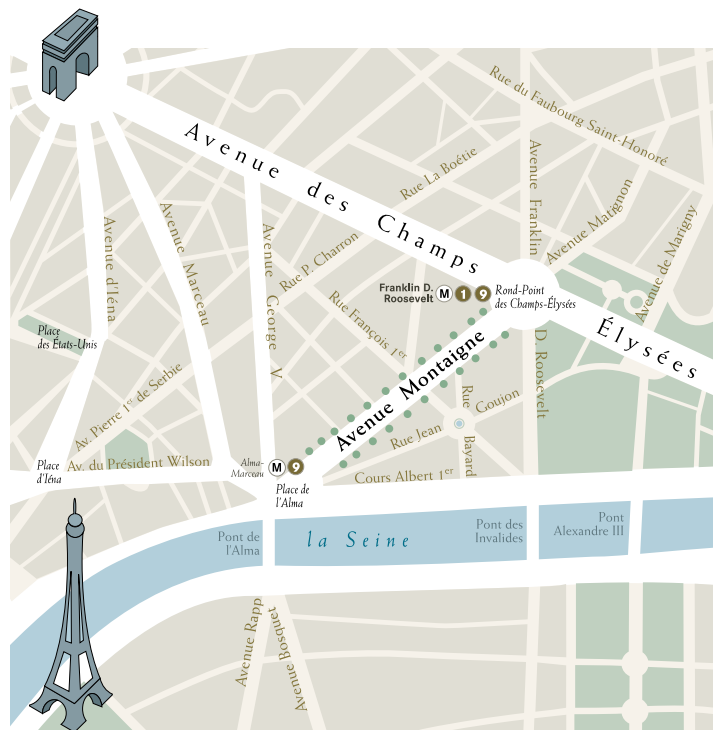 Rue du Faubourg Saint-Honoré
Avenue des Champs
Élysées
Rue La Boétie
Avenue Franklin
D. Roosevelt
Avenue Matignon
Avenue de Marigny
Avenue d'Iéna
Avenue Marceau
Avenue George V
Rue P. Charron
Franklin D.
Roosevelt
M 1 9
Rond-Point
des Champs-Élysées
Rue François 1er
Place
des États-Unis
Avenue Montaigne
Av. Pierre 1er de Serbie
Rue Jean
Goujon
Rue
Bayard
Place
d'Iéna
Av. du Président Wilson
Alma-
Marceau
M 9
Cours Albert 1er
Place de
l'Alma
Pont de
l'Alma
la Seine
Pont des
Invalides
Pont
Alexandre III
Avenue Rapp
Avenue Bosquet